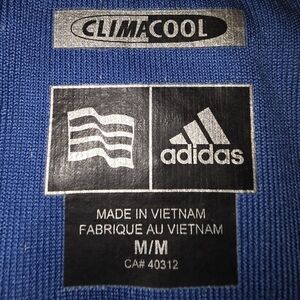 CLIMACOOL
adidas
MADE IN VIETNAM
FABRIQUE AU VIETNAM
M/M
CA# 40312